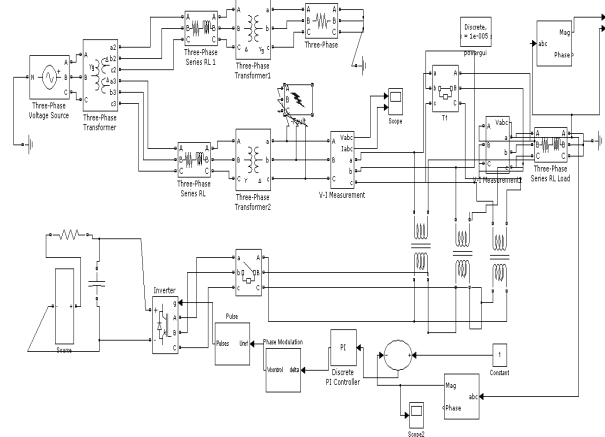 Discrete,
= 1e-005
powergui
Mag
abc
Phase
N
A
B
C
Three-Phase
Voltage Source
A
B
C
a2
b2
c2
a3
b3
c3
Three-Phase
Transformer
A
B
C
Three-Phase
Series RL 1
A
B
C
Three-Phase
Transformer1
A
B
C
Three-Phase
A
B
C
Three-Phase
Series RL
A
B
C
a
b
c
Three-Phase
Transformer2
A
B
C
Fault
Scope
Vabc
Iabc
A
B
C
a
b
c
V-I Measurement
a
b
c
A
B
C
T1
Vabc
A
B
C
a
b
c
V-I Measurement
A
B
C
Three-Phase
Series RL Load
Inverter
g
A
B
C
+
-
a
b
c
A
B
C
Pulse
Pulses
Uref
Phase Modulation
Vcontrol
delta
PI
Discrete
PI Controller
1
Constant
Mag
abc
Phase
Scope2